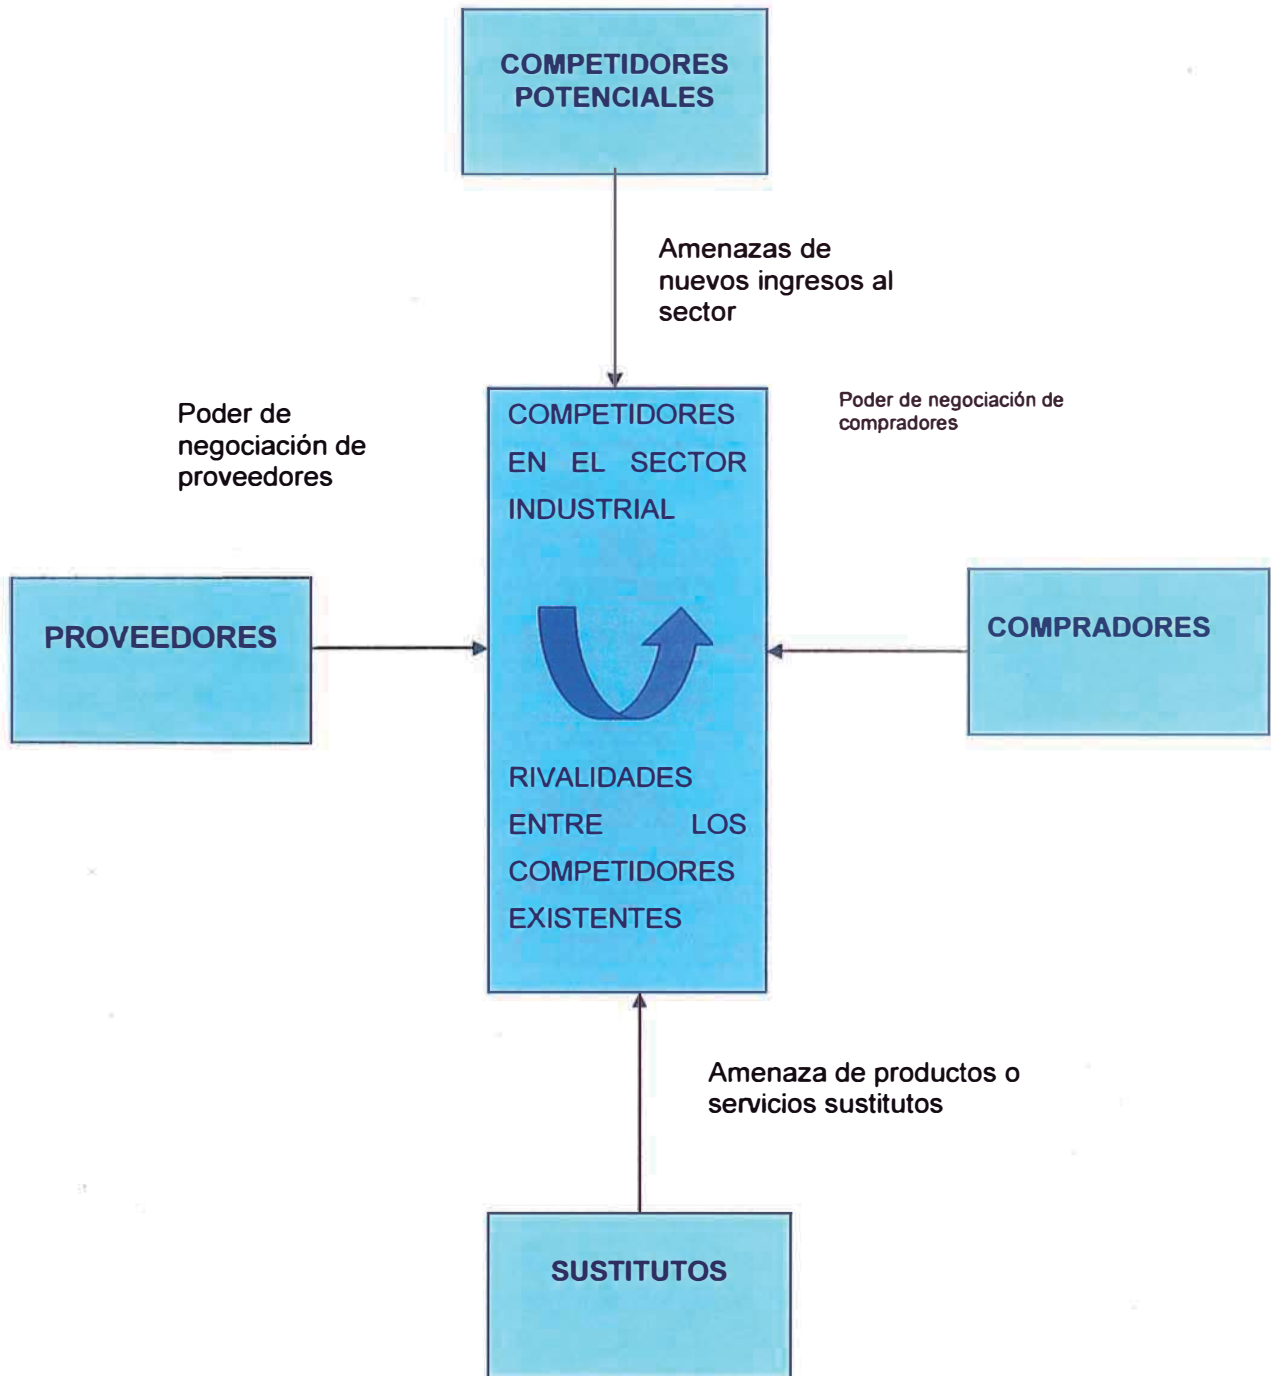 COMPETIDORES
POTENCIALES
Amenazas de
nuevos ingresos al
sector
Poder de
negociación de
proveedores
COMPETIDORES
EN EL SECTOR
INDUSTRIAL
Poder de negociación de
compradores
PROVEEDORES
COMPRADORES
RIVALIDADES
ENTRE LOS
COMPETIDORES
EXISTENTES
Amenaza de productos o
servicios sustitutos
SUSTITUTOS